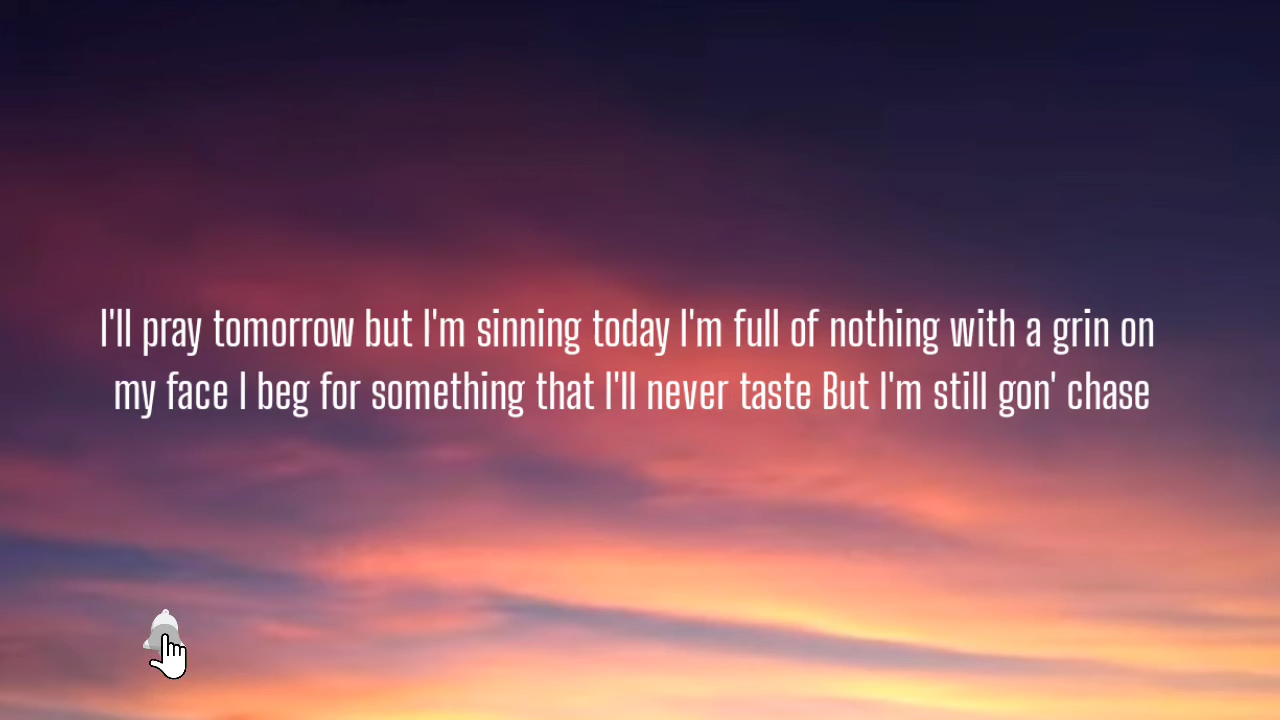 I'll pray tomorrow but I'm sinning today I'm full of nothing with a grin on
my face I beg for something that I'll never taste But I'm still gon' chase